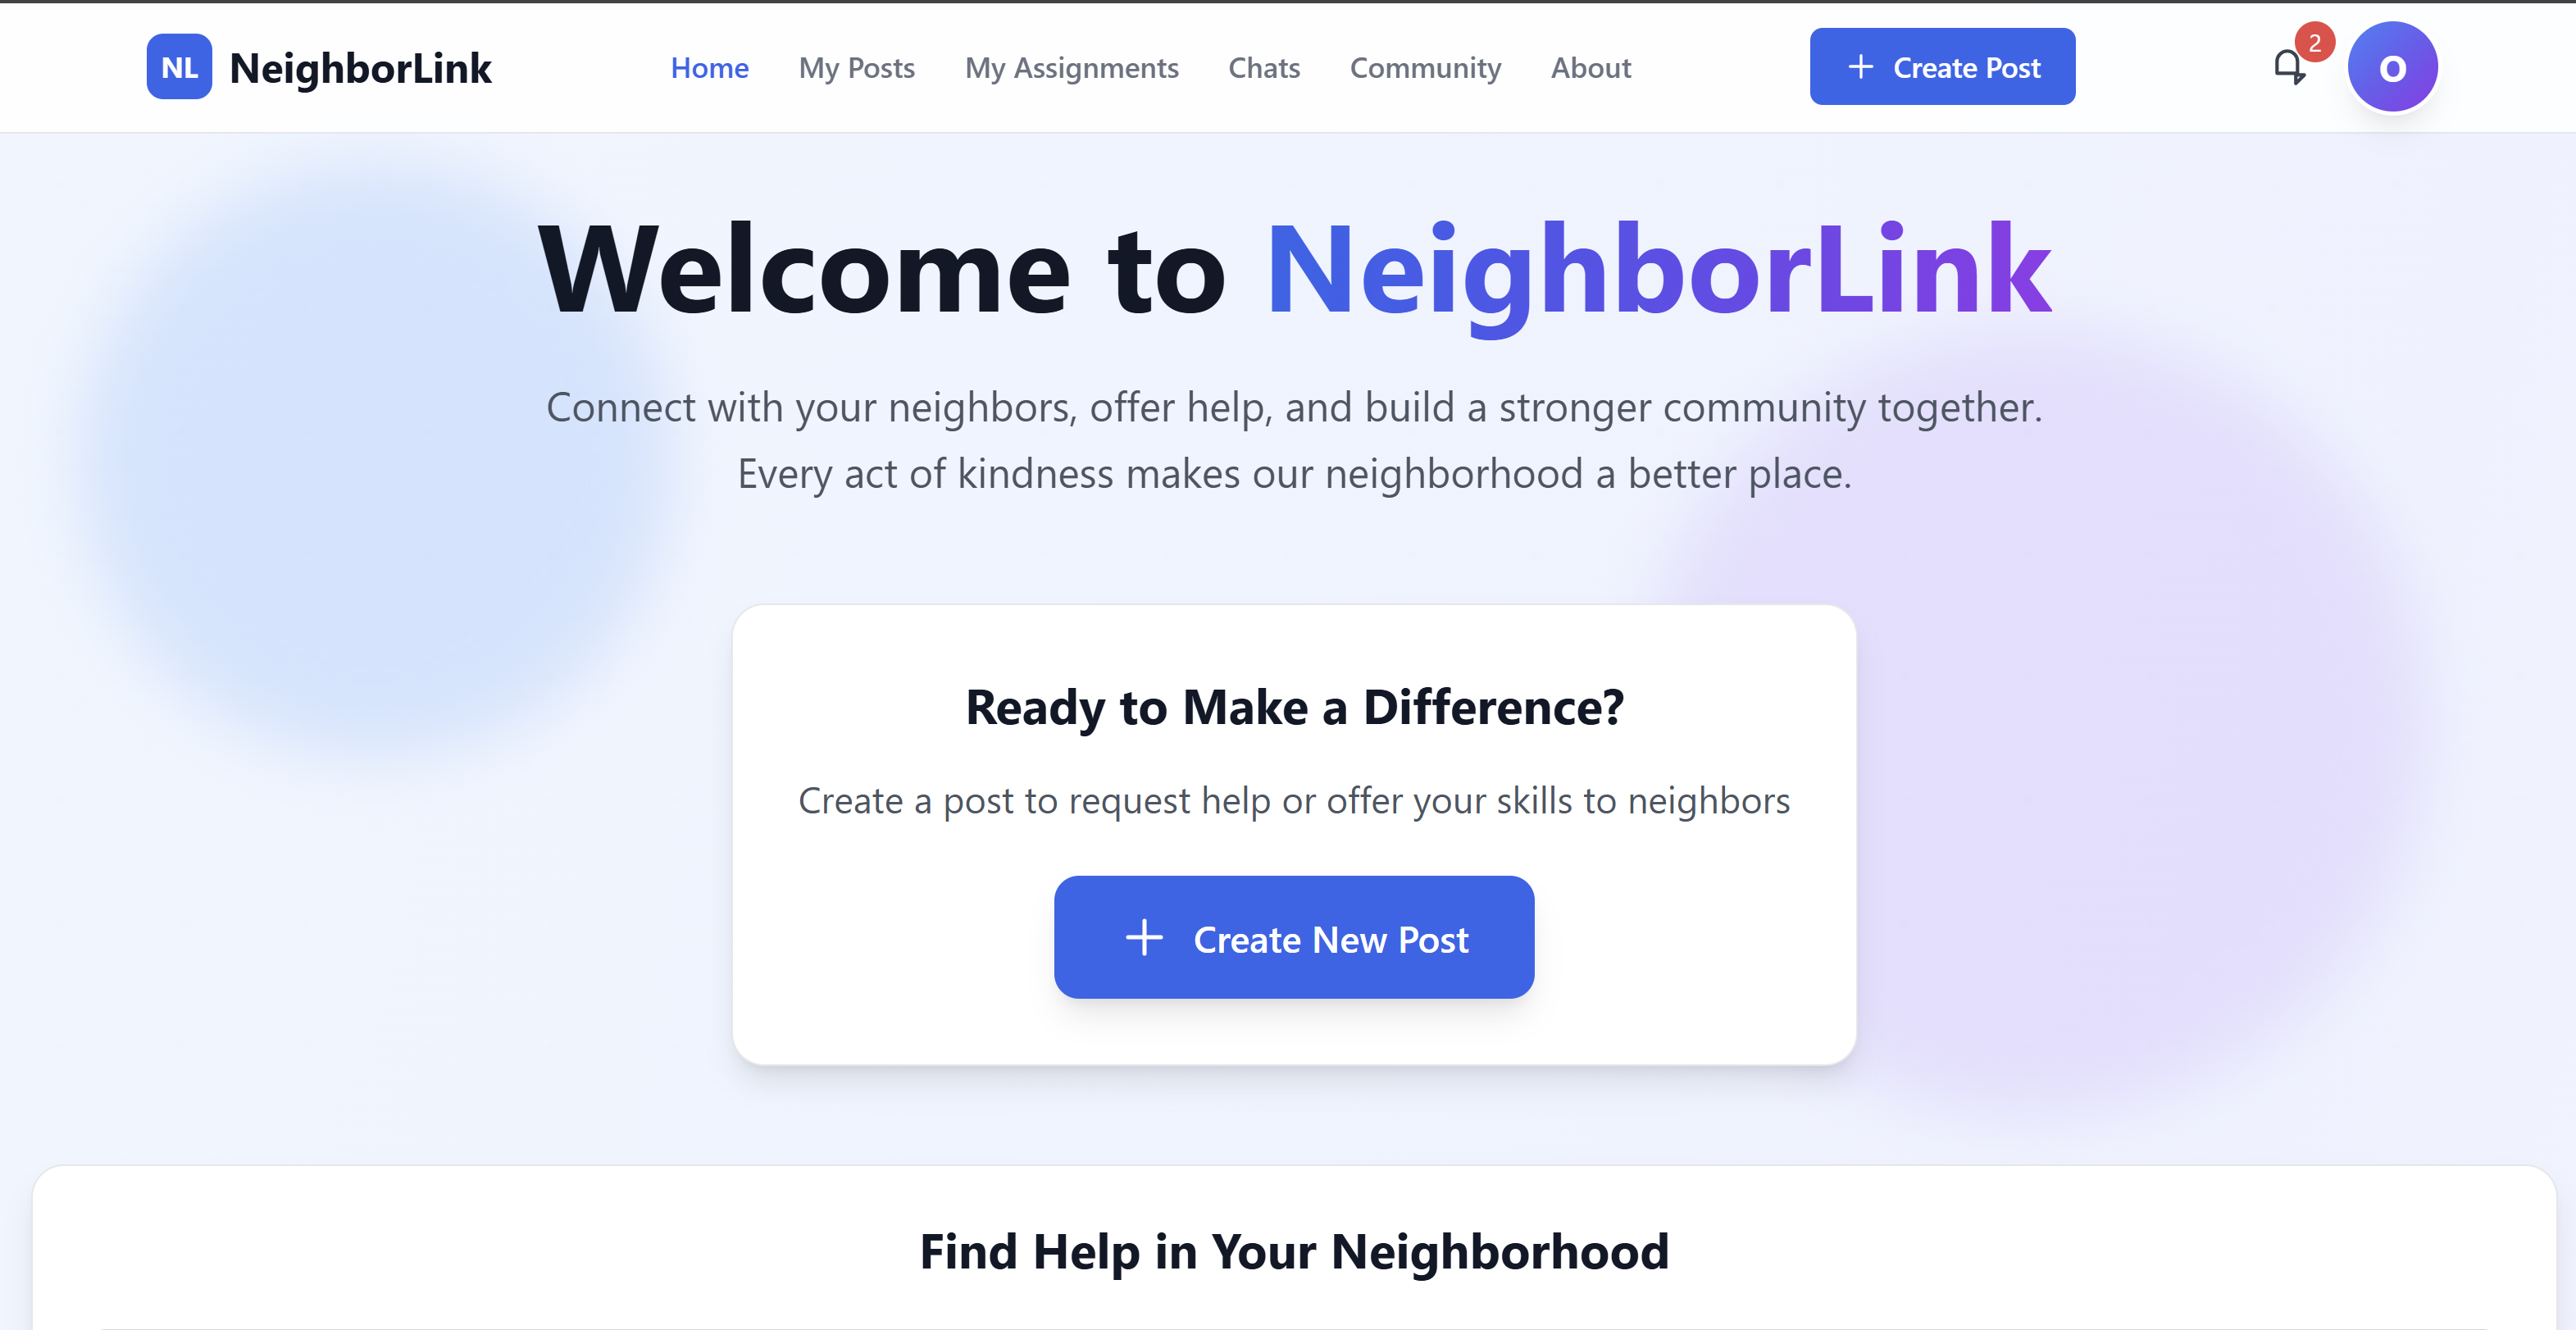 NL NeighborLink Home My Posts My Assignments Chats Community About + Create Post 2 O
Welcome to NeighborLink
Connect with your neighbors, offer help, and build a stronger community together.
Every act of kindness makes our neighborhood a better place.
Ready to Make a Difference?
Create a post to request help or offer your skills to neighbors
+ Create New Post
Find Help in Your Neighborhood